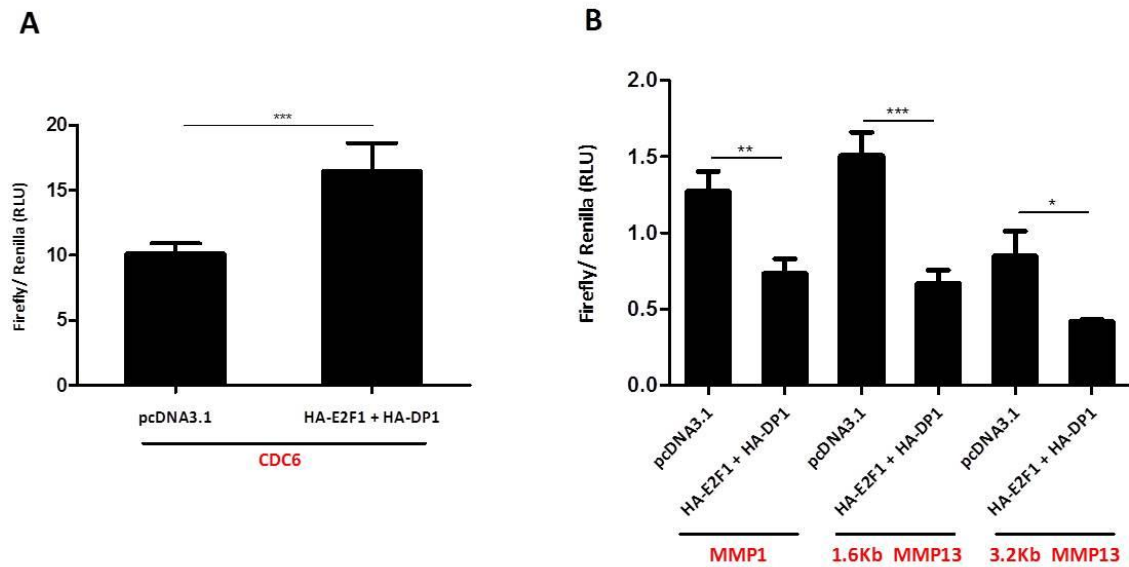 A
Firefly/ Renilla (RLU)
20
15
10
5
0
***
pcDNA3.1
HA-E2F1 + HA-DP1
CDC6
B
Firefly/ Renilla (RLU)
2.0
1.5
1.0
0.5
0.0
**
***
*
pcDNA3.1
HA-E2F1 + HA-DP1
pcDNA3.1
HA-E2F1 + HA-DP1
pcDNA3.1
HA-E2F1 + HA-DP1
MMP1
1.6Kb MMP13
3.2Kb MMP13